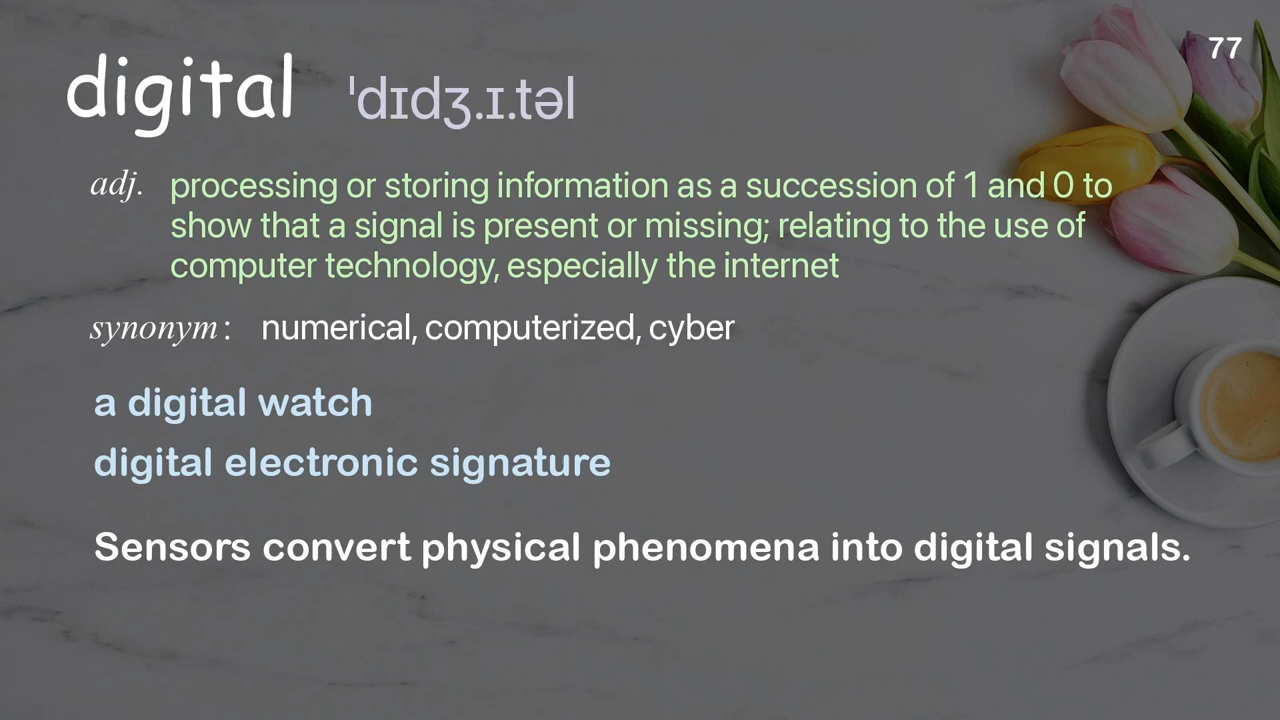 77
digital ˈdɪdʒ.ɪ.təl
adj. processing or storing information as a succession of 1 and 0 to
show that a signal is present or missing; relating to the use of
computer technology, especially the internet
synonym: numerical, computerized, cyber
a digital watch
digital electronic signature
Sensors convert physical phenomena into digital signals.